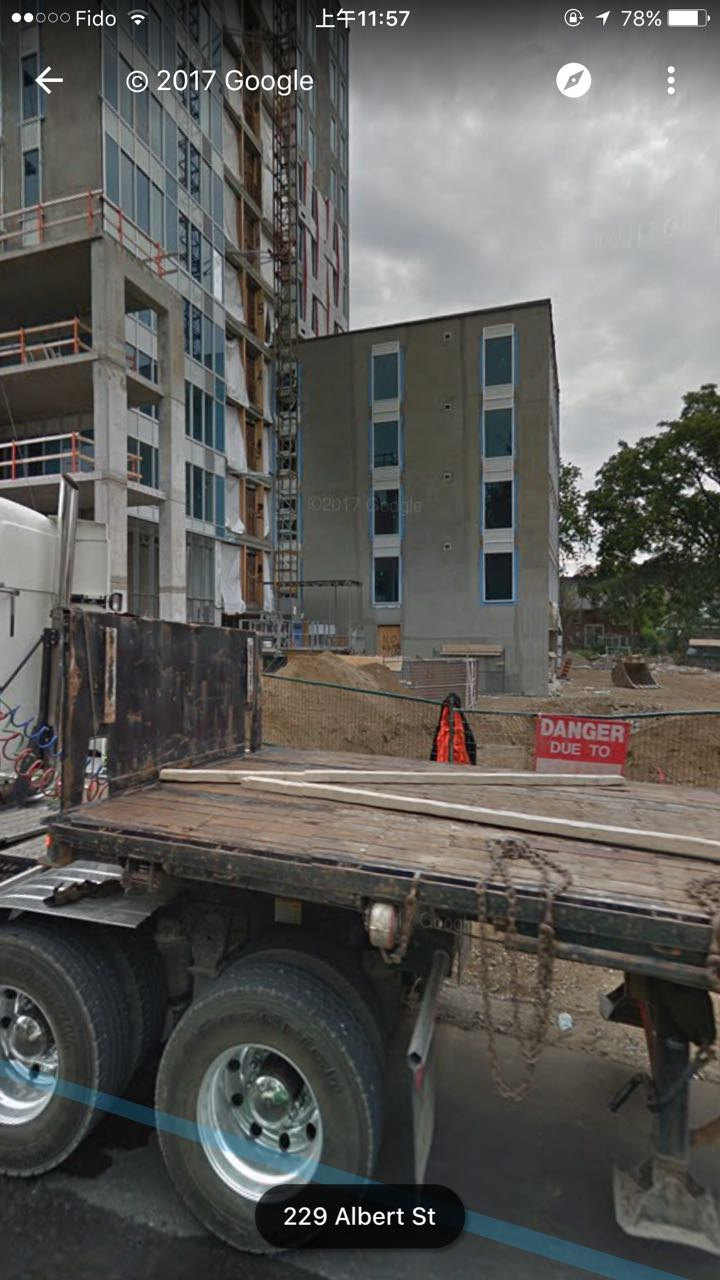 Fido
上午11:57
78%
© 2017 Google
©2017 Google
DANGER
DUE TO
229 Albert St